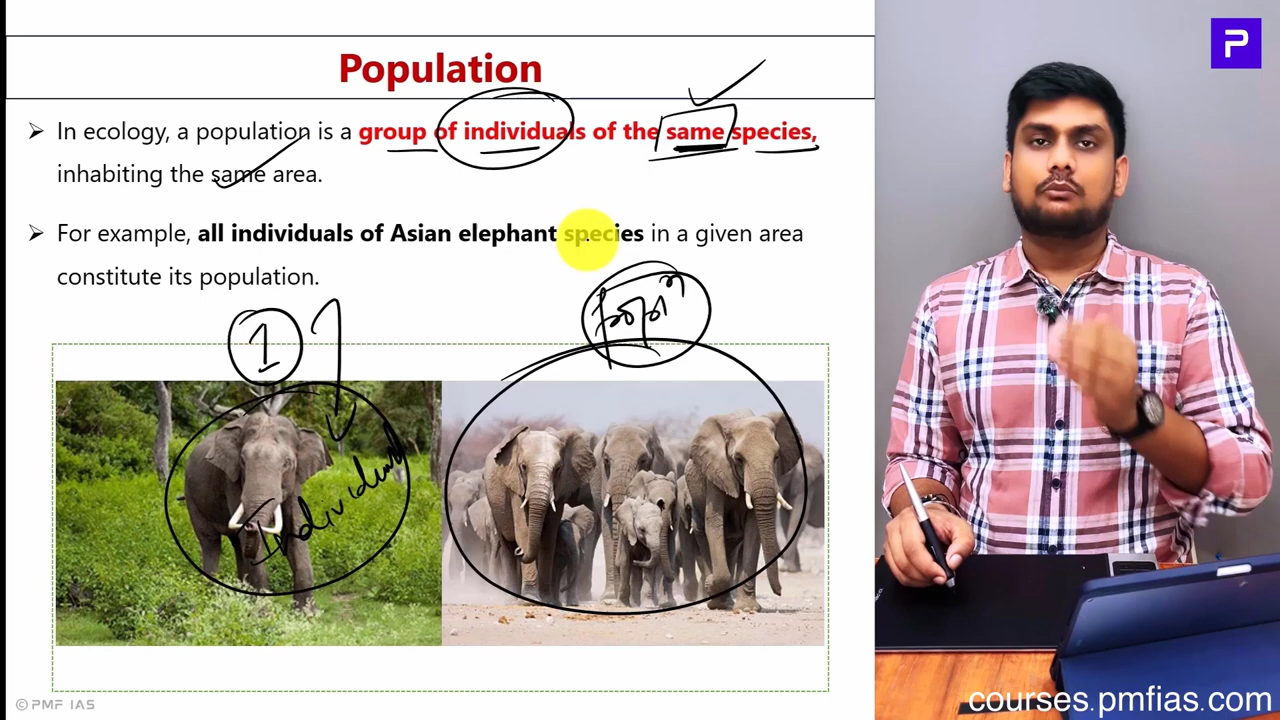 Population
➤ In ecology, a population is a group of individuals of the same species,
inhabiting the same area.
➤ For example, all individuals of Asian elephant species in a given area
constitute its population.
1
Individual
© PMF IAS
P
courses.pmfias.com